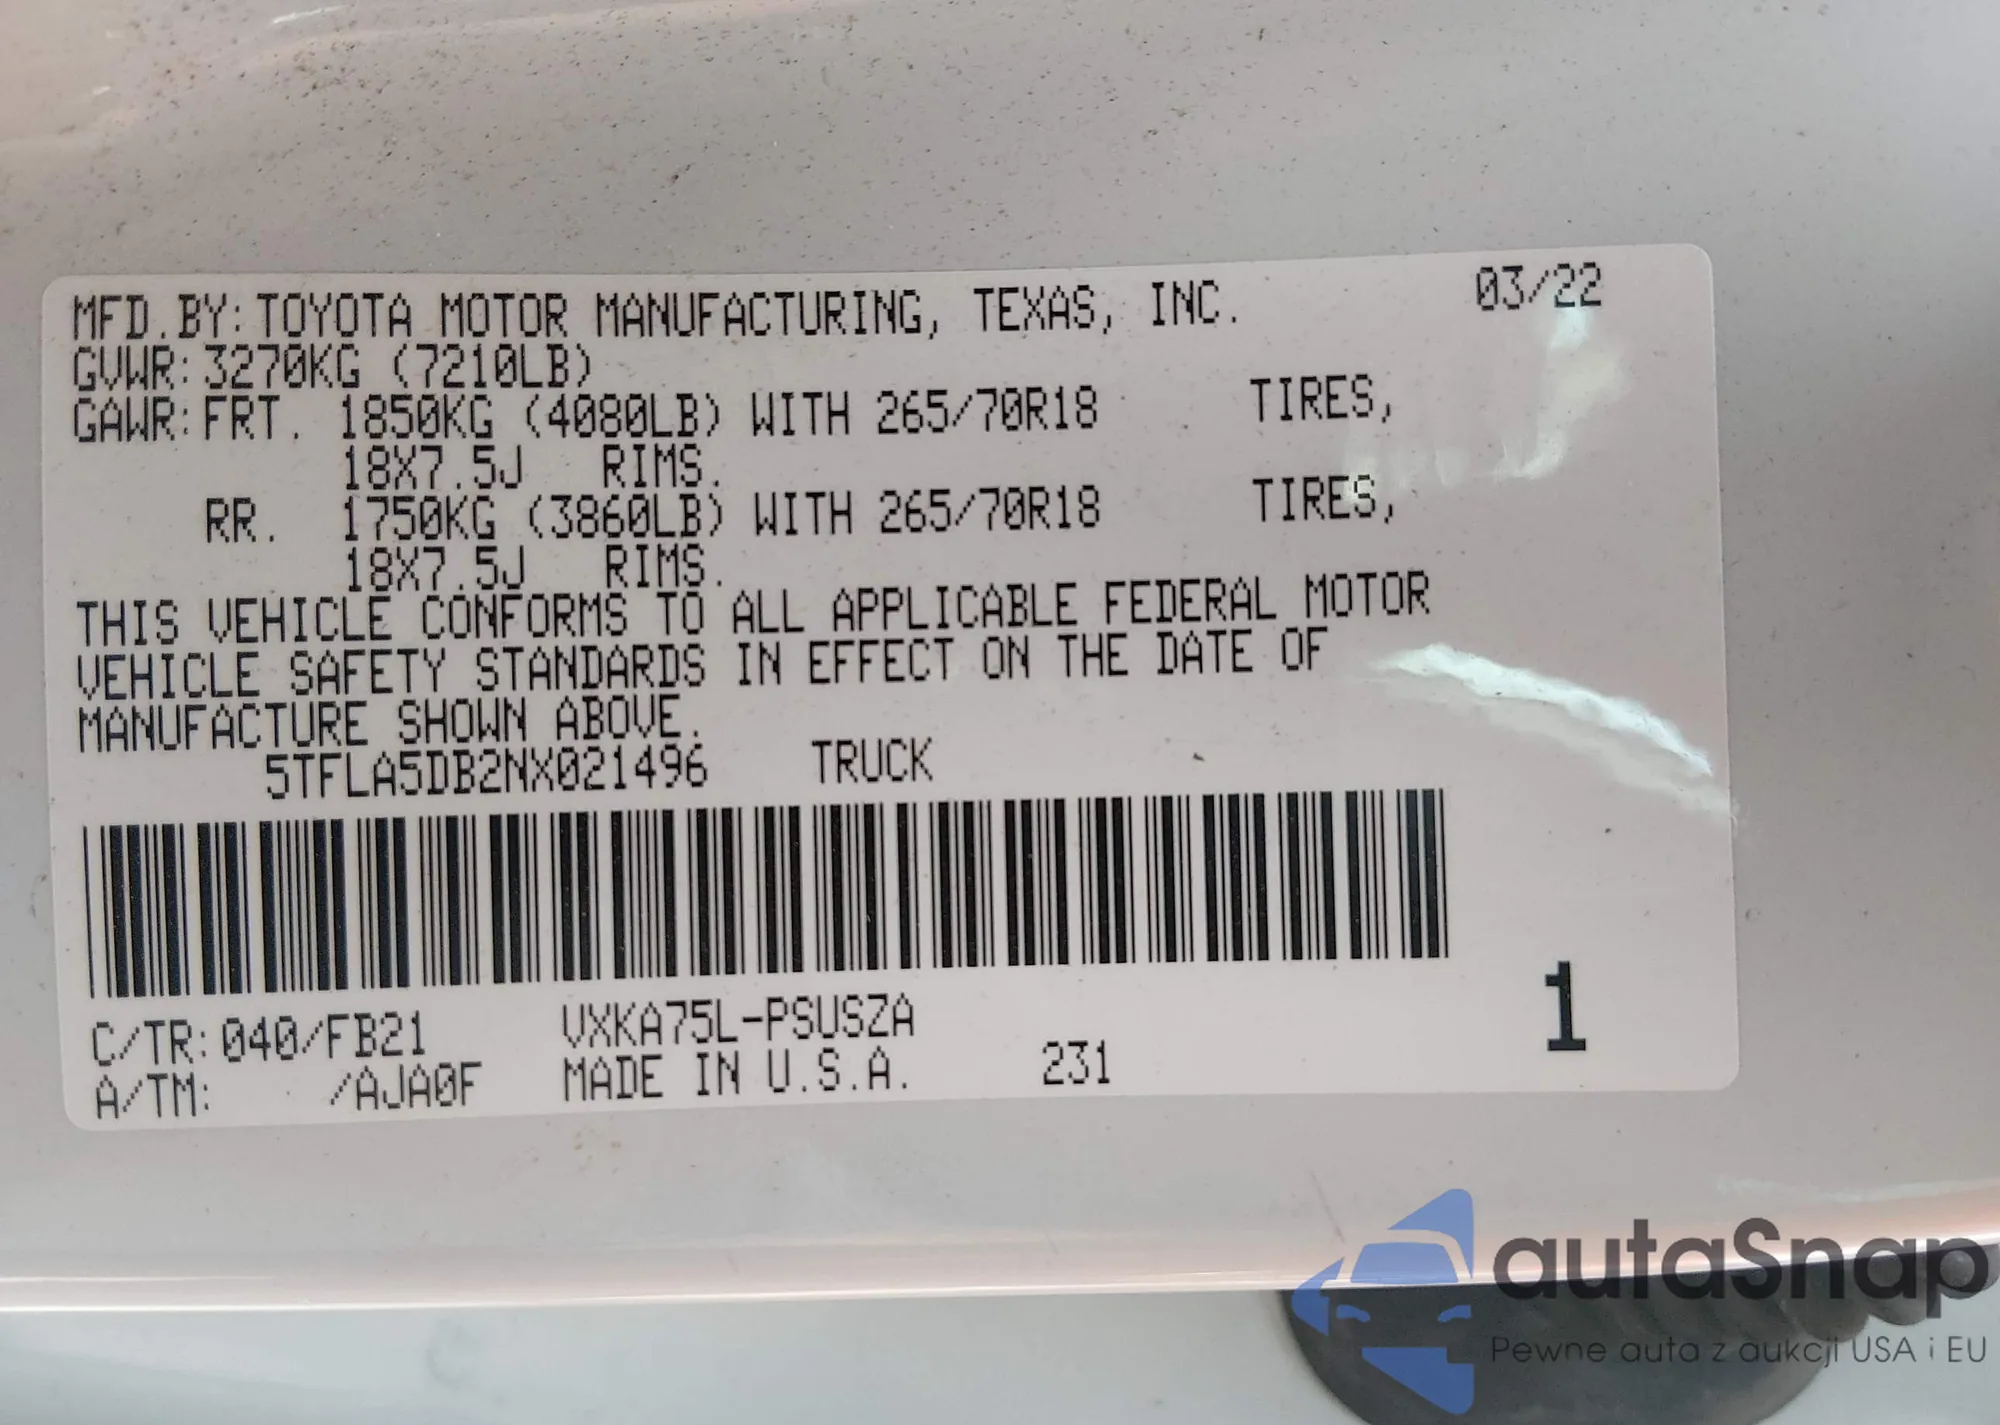 MFD.BY: TOYOTA MOTOR MANUFACTURING, TEXAS, INC. 03/22
GVWR: 3270KG (7210LB)
GAWR: FRT. 1850KG (4080LB) WITH 265/70R18 TIRES,
18X7.5J RIMS.
RR. 1750KG (3860LB) WITH 265/70R18 TIRES,
18X7.5J RIMS.
THIS VEHICLE CONFORMS TO ALL APPLICABLE FEDERAL MOTOR
VEHICLE SAFETY STANDARDS IN EFFECT ON THE DATE OF
MANUFACTURE SHOWN ABOVE.
5TFLA5DB2NX021496 TRUCK
C/TR: 040/FB21 VXKA75L-PSUSZA
A/TM: /AJA0F MADE IN U.S.A. 231
1
autaSnap
Pewne auta z aukcji USA i EU